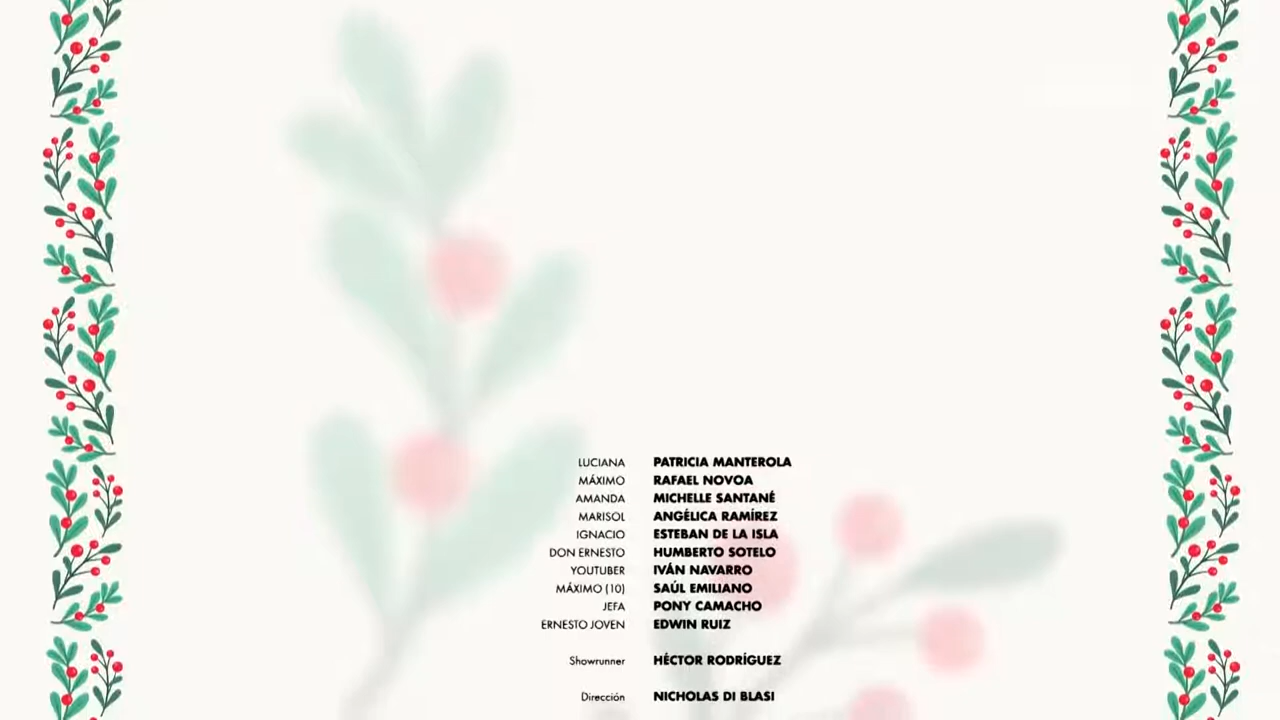 LUCIANA PATRICIA MANTEROLA
MÁXIMO RAFAEL NOVOA
AMANDA MICHELLE SANTANÉ
MARISOL ANGÉLICA RAMÍREZ
IGNACIO ESTEBAN DE LA ISLA
DON ERNESTO HUMBERTO SOTELO
YOUTUBER IVÁN NAVARRO
MÁXIMO (10) SAÚL EMILIANO
JEFA PONY CAMACHO
ERNESTO JOVEN EDWIN RUIZ
Showrunner HÉCTOR RODRÍGUEZ
Dirección NICHOLAS DI BLASI